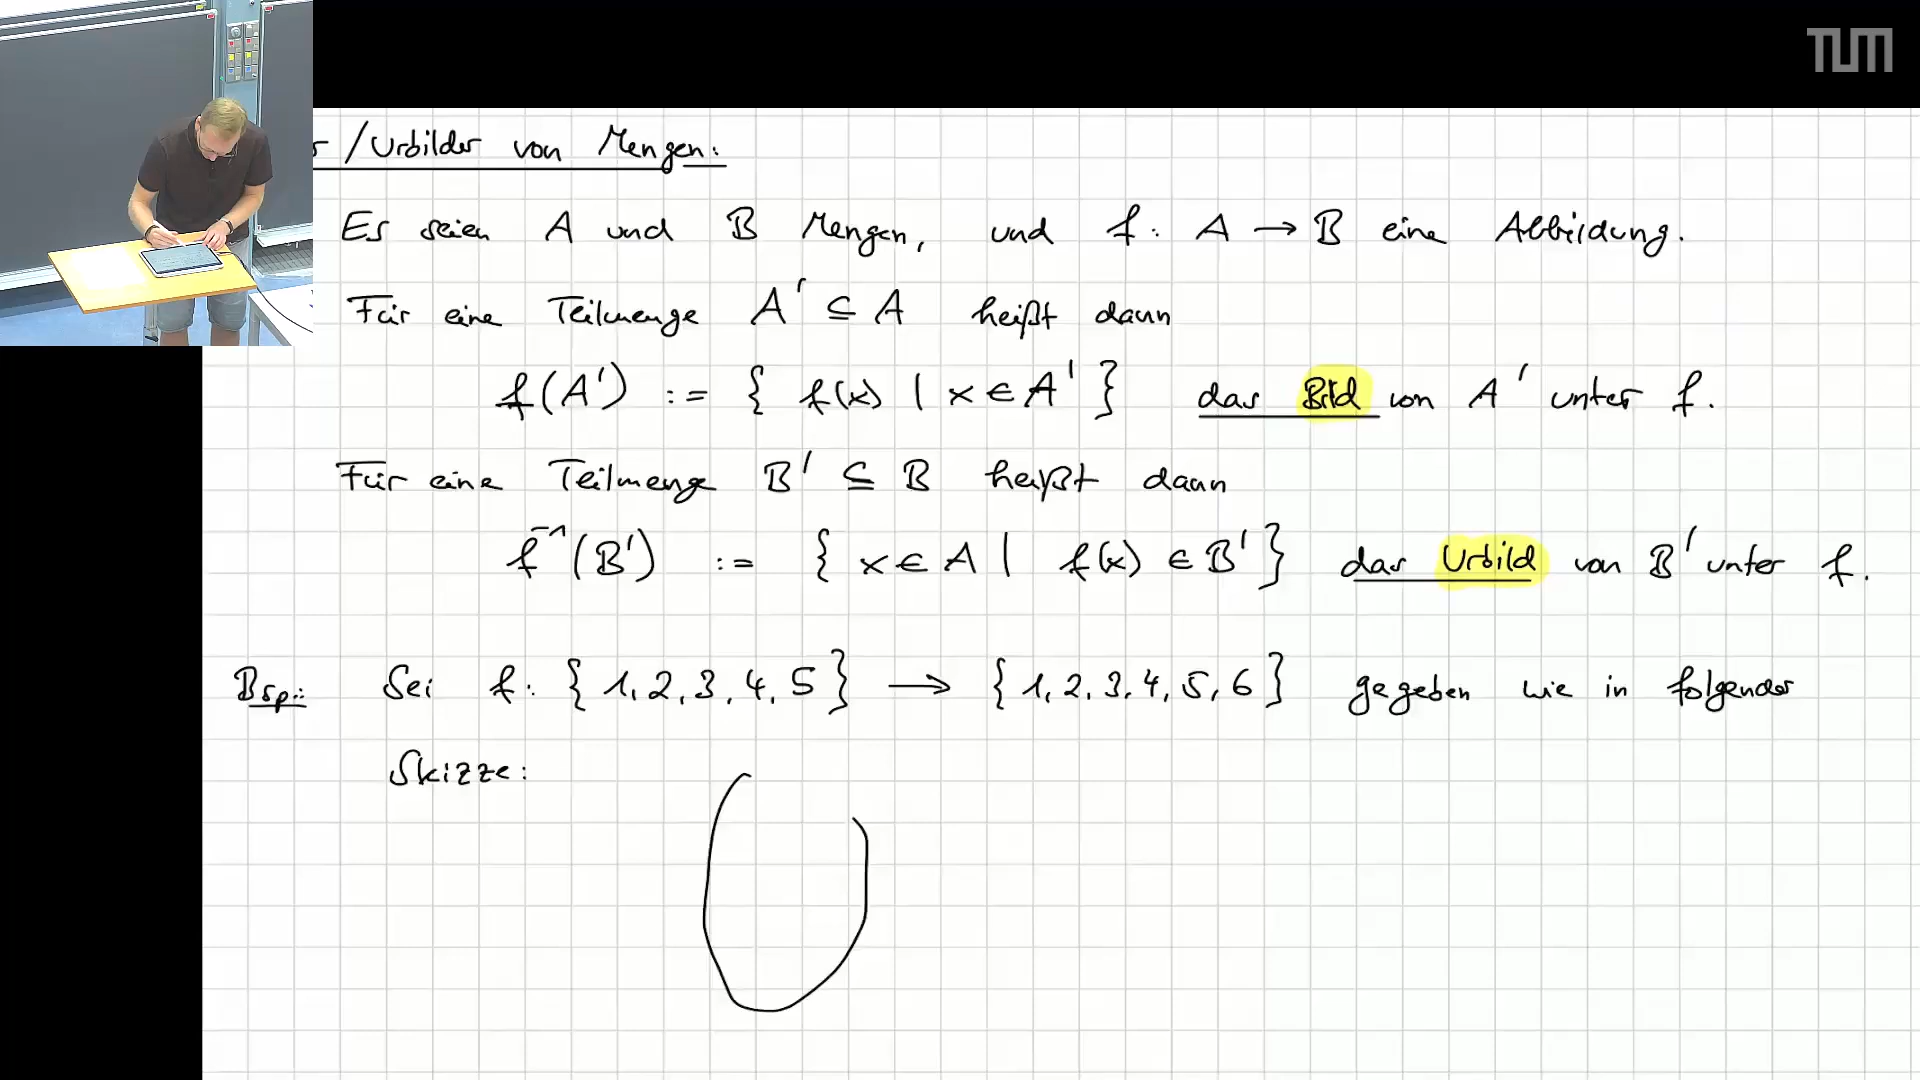 TUM
/Urbilder von Mengen:
Es seien A und B Mengen, und f: A → B eine Abbildung.
Für eine Teilmenge A' ⊆ A heißt dann
f(A') := { f(x) | x ∈ A' } das Bild von A' unter f.
Für eine Teilmenge B' ⊆ B heißt dann
f⁻¹(B') := { x ∈ A | f(x) ∈ B' } das Urbild von B' unter f.
Bsp.: Sei f: { 1, 2, 3, 4, 5 } → { 1, 2, 3, 4, 5, 6 } gegeben wie in folgender
Skizze: